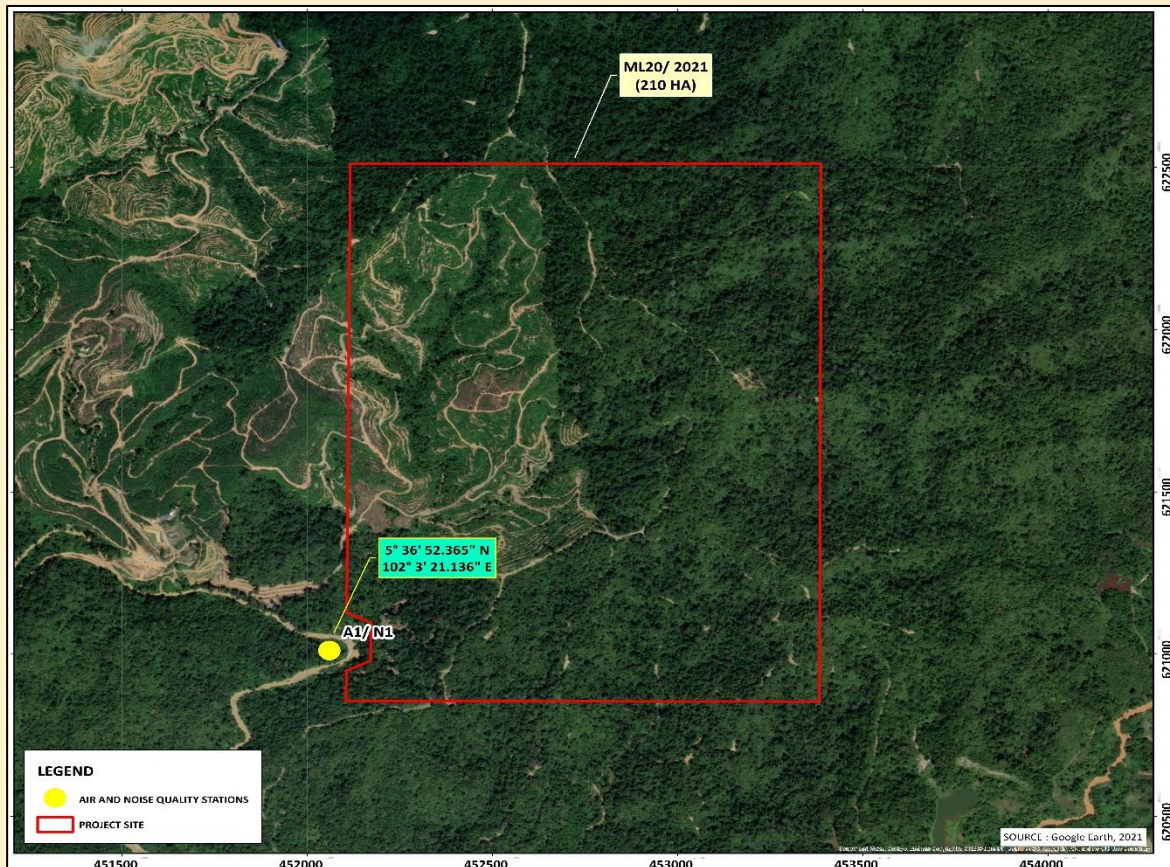 ML20/ 2021
(210 HA)
622500
622000
621500
5° 36' 52.365" N
102° 3' 21.136" E
A1/ N1
621000
LEGEND
AIR AND NOISE QUALITY STATIONS
PROJECT SITE
620500
SOURCE : Google Earth, 2021
451500
452000
452500
453000
453500
454000